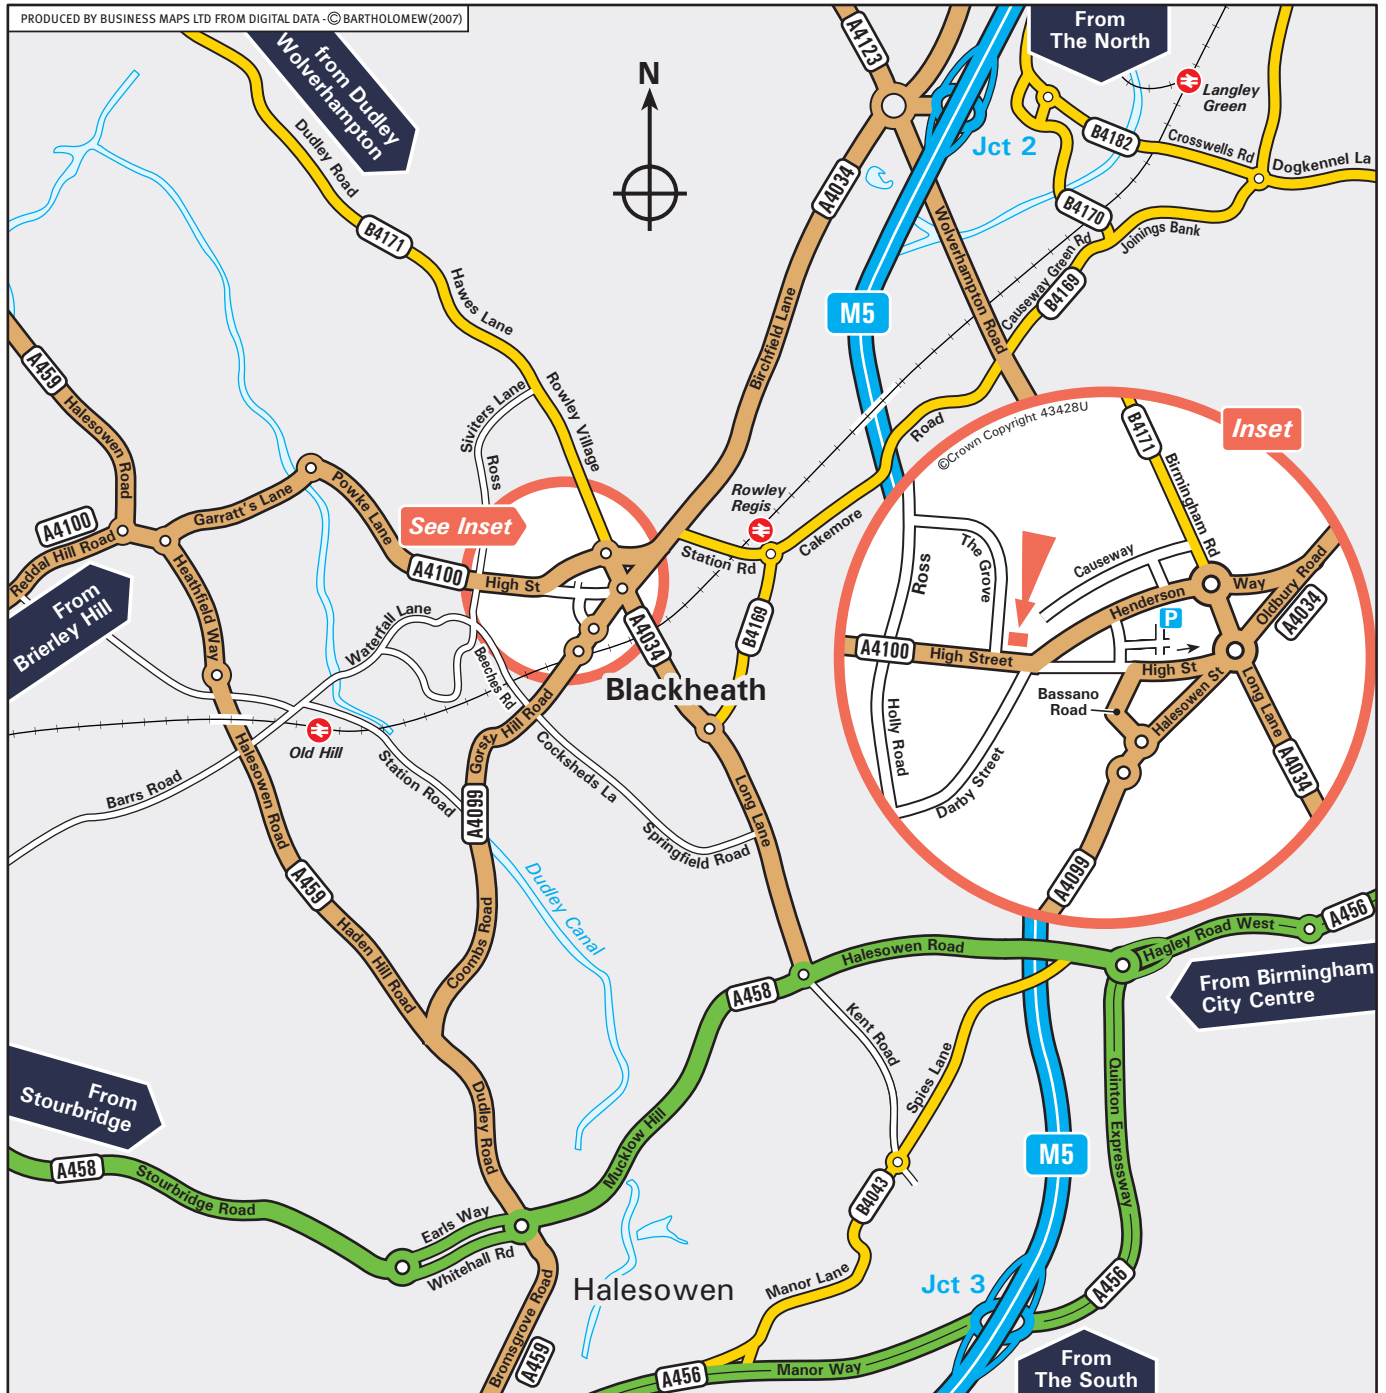 PRODUCED BY BUSINESS MAPS LTD FROM DIGITAL DATA - © BARTHOLOMEW(2007)
from Dudley
Wolverhampton
A4123
From
The North
N
Langley
Green
Jct 2
B4182
Crosswells Rd
Dogkennel La
Dudley Road
B4171
A4034
B4170
Joinings Bank
Wolverhampton Road
Causeway Green Rd
B4169
Hawes Lane
M5
Birchfield Lane
A459
Halesowen Road
Siviters Lane
Rowley Village
Ross
Road
©Crown Copyright 43428U
Inset
B4171
Birmingham Rd
Powke Lane
Garratt's Lane
A4100
Reddal Hill Road
See Inset
Rowley
Regis
Cakemore
Station Rd
A4100
High St
Heathfield Way
From
Brierley Hill
Waterfall Lane
Beeches Rd
A4034
B4169
Blackheath
Ross
The Grove
Causeway
Henderson
Way
Oldbury Road
A4034
P
A4100
High Street
High St
Bassano
Road
Halesowen St
Long Lane
A4034
Holly Road
Darby Street
A4099
Old Hill
Halesowen Road
Station Road
Barrs Road
Gorsty Hill Road
Cocksheds La
A4099
Long Lane
Springfield Road
A459
Dudley Canal
Haden Hill Road
Coombs Road
Halesowen Road
Hagley Road West
A456
From Birmingham
City Centre
A458
Kent Road
Spies Lane
Quinton Expressway
From
Stourbridge
Dudley Road
Mucklow Hill
M5
A458
Stourbridge Road
Earls Way
Whitehall Rd
B4043
Halesowen
Manor Lane
Jct 3
A456
Bromsgrove Road
A459
A456
Manor Way
From
The South